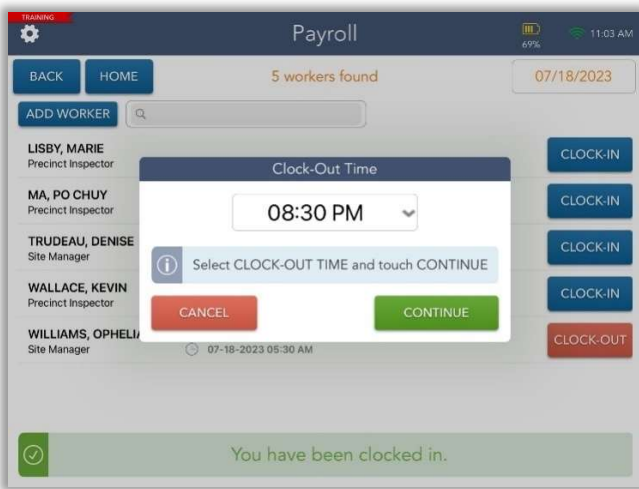 TRAINING
Payroll
69%
11:03 AM
BACK
HOME
5 workers found
07/18/2023
ADD WORKER
LISBY, MARIE
Precinct Inspector
CLOCK-IN
Clock-Out Time
MA, PO CHUY
Precinct Inspector
CLOCK-IN
08:30 PM
TRUDEAU, DENISE
Site Manager
CLOCK-IN
Select CLOCK-OUT TIME and touch CONTINUE
WALLACE, KEVIN
Precinct Inspector
CLOCK-IN
CANCEL
CONTINUE
WILLIAMS, OPHELI
Site Manager
07-18-2023 05:30 AM
CLOCK-OUT
You have been clocked in.